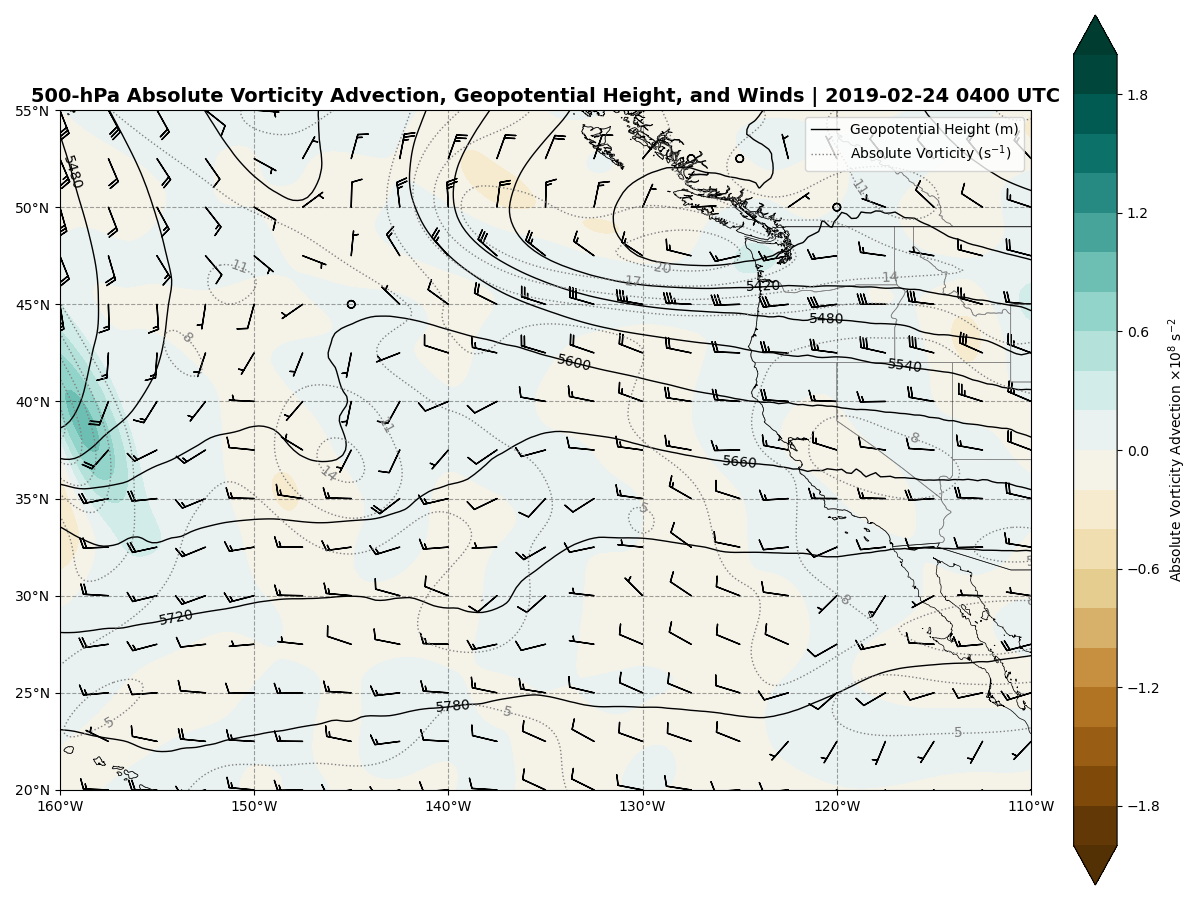 500-hPa Absolute Vorticity Advection, Geopotential Height, and Winds | 2019-02-24 0400 UTC
Geopotential Height (m)
Absolute Vorticity (s⁻¹)
55°N
50°N
45°N
40°N
35°N
30°N
25°N
20°N
160°W
150°W
140°W
130°W
120°W
110°W
5480
11
11
20
17
14
5420
5480
8
5600
5540
11
8
14
5660
5
5
8
5720
5780
5
5
5
1.8
1.2
0.6
0.0
−0.6
−1.2
−1.8
Absolute Vorticity Advection ×10⁸ s⁻²